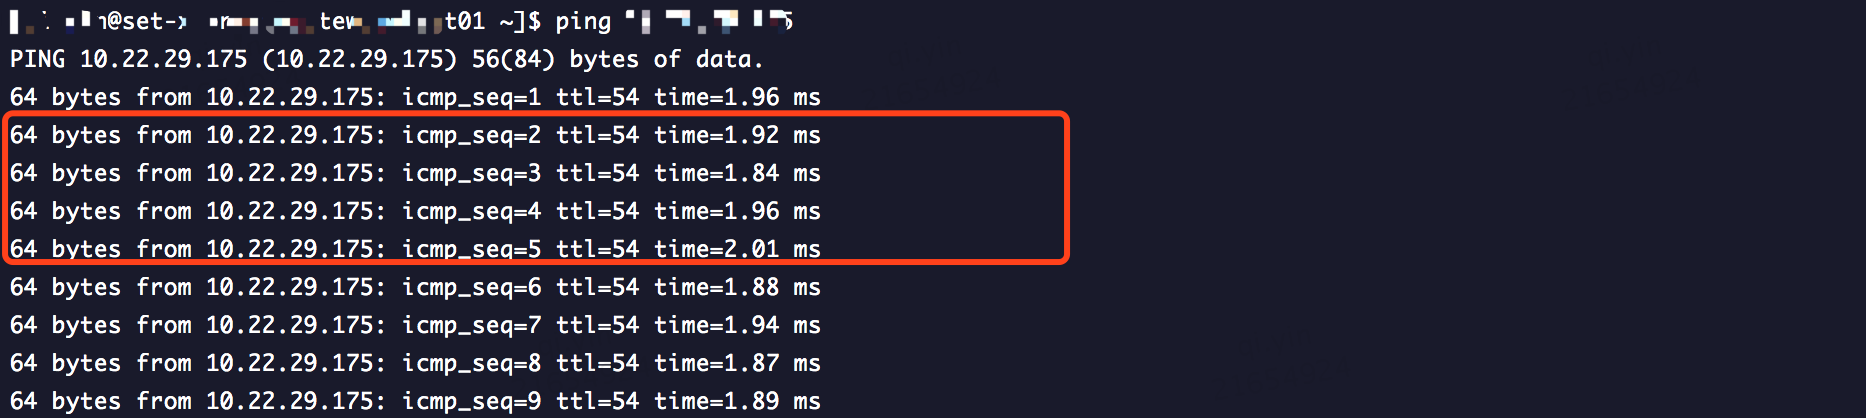 @set- t01 ~]$ ping
PING 10.22.29.175 (10.22.29.175) 56(84) bytes of data.
64 bytes from 10.22.29.175: icmp_seq=1 ttl=54 time=1.96 ms
64 bytes from 10.22.29.175: icmp_seq=2 ttl=54 time=1.92 ms
64 bytes from 10.22.29.175: icmp_seq=3 ttl=54 time=1.84 ms
64 bytes from 10.22.29.175: icmp_seq=4 ttl=54 time=1.96 ms
64 bytes from 10.22.29.175: icmp_seq=5 ttl=54 time=2.01 ms
64 bytes from 10.22.29.175: icmp_seq=6 ttl=54 time=1.88 ms
64 bytes from 10.22.29.175: icmp_seq=7 ttl=54 time=1.94 ms
64 bytes from 10.22.29.175: icmp_seq=8 ttl=54 time=1.87 ms
64 bytes from 10.22.29.175: icmp_seq=9 ttl=54 time=1.89 ms